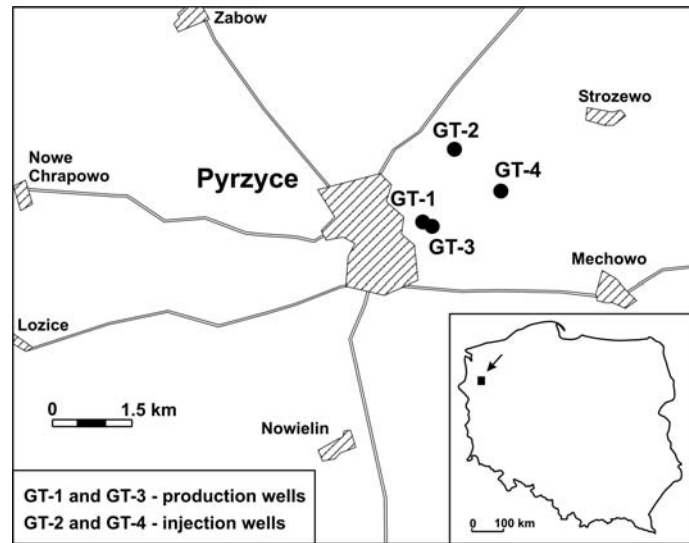 Zabow
Strozewo
GT-2
Nowe
Chrapowo
Pyrzyce
GT-4
GT-1
GT-3
Mechowo
Lozice
0 1.5 km
Nowielin
GT-1 and GT-3 - production wells
GT-2 and GT-4 - injection wells
0 100 km